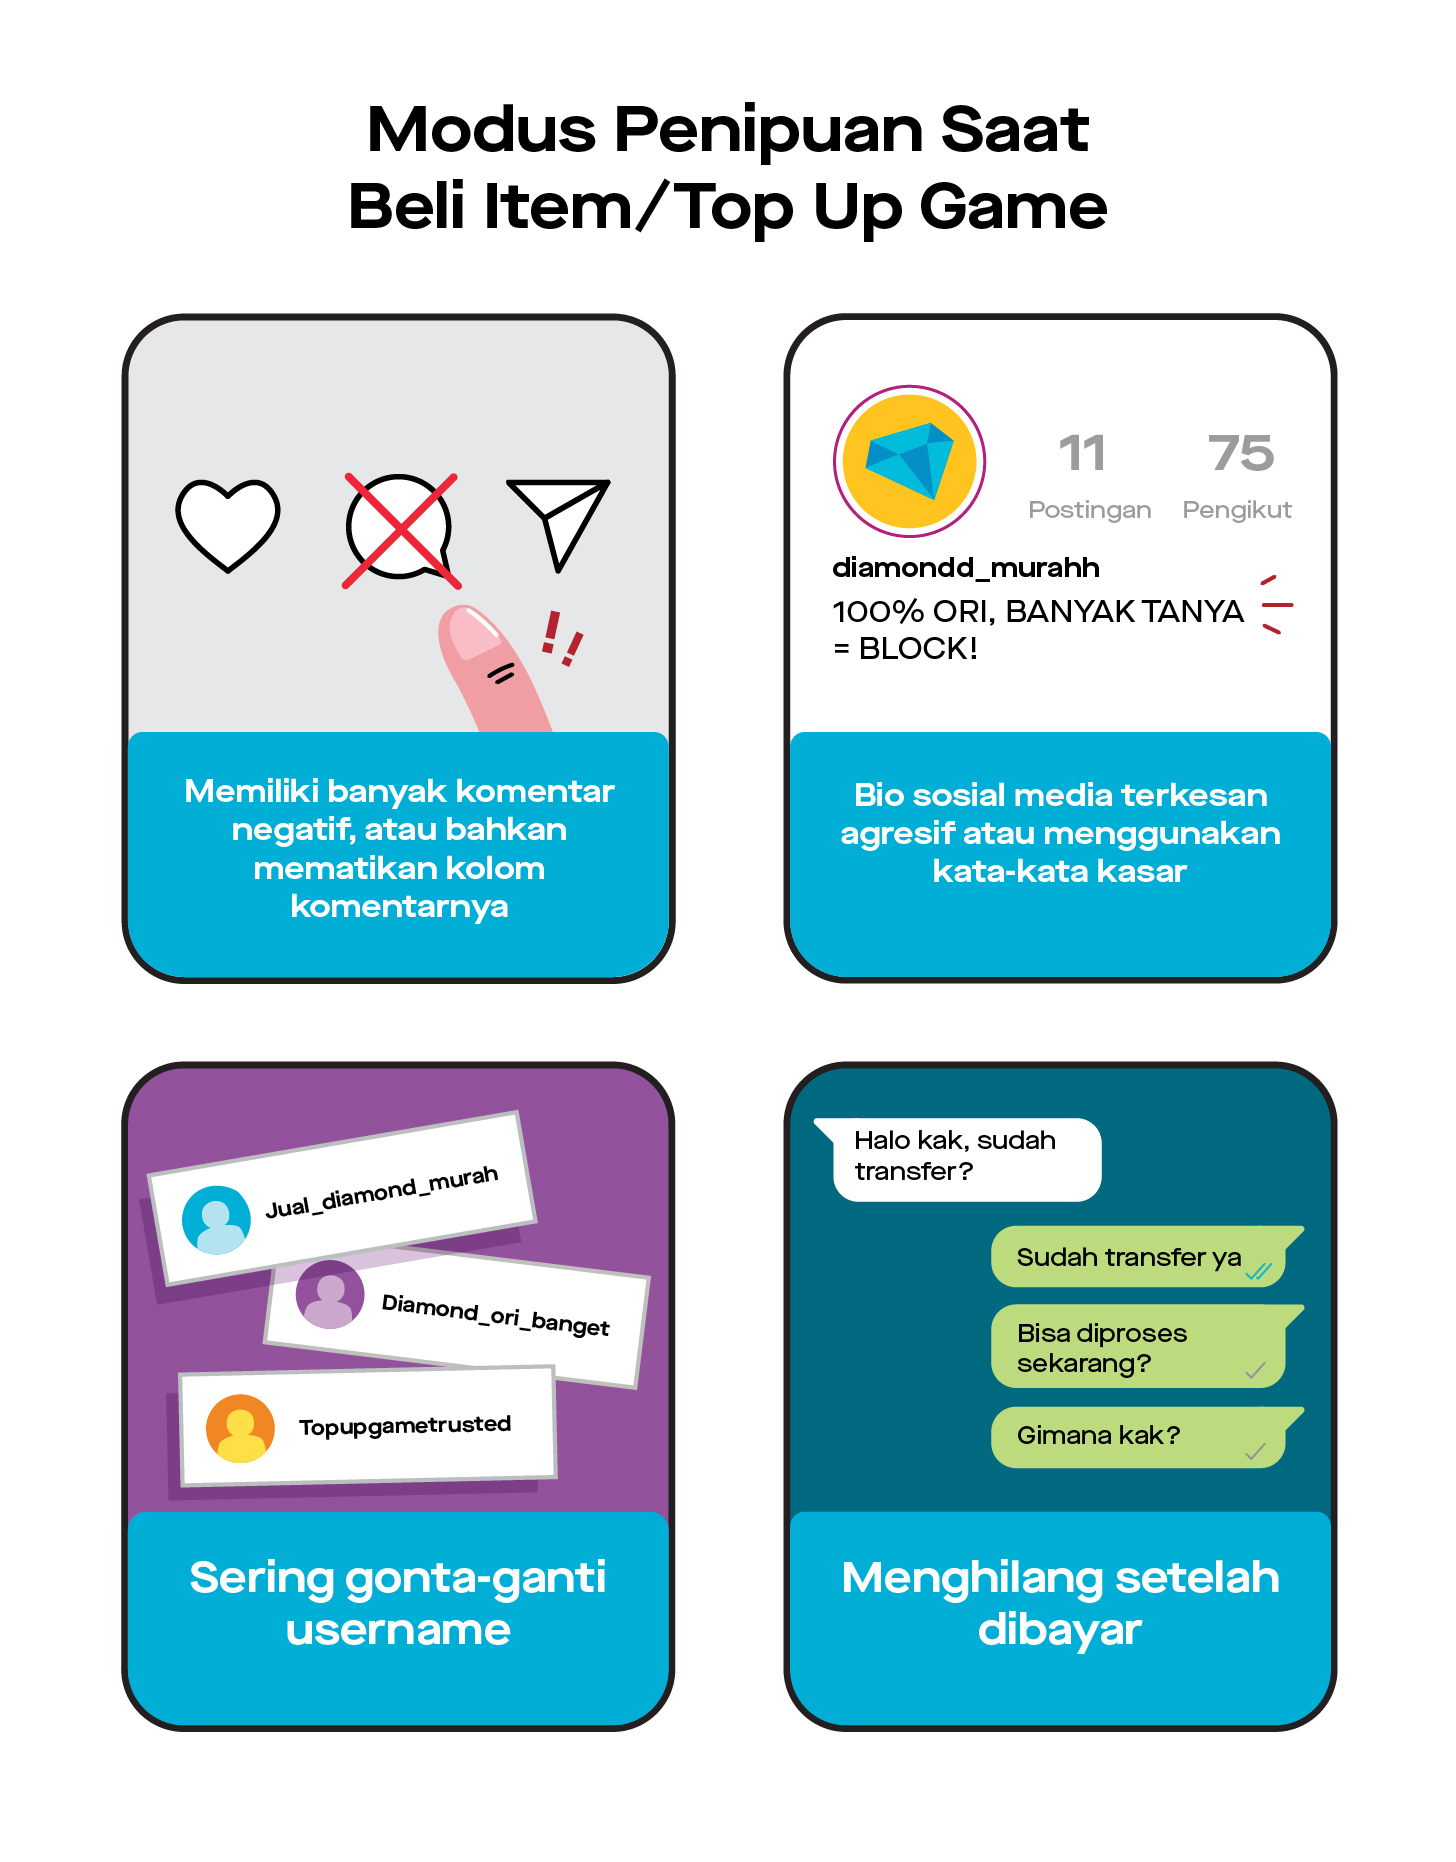 Modus Penipuan Saat
Beli Item/Top Up Game
Memiliki banyak komentar
negatif, atau bahkan
mematikan kolom
komentarnya
11
75
Postingan
Pengikut
diamondd_murahh
100% ORI, BANYAK TANYA
= BLOCK!
Bio sosial media terkesan
agresif atau menggunakan
kata-kata kasar
Jual_diamond_murah
Diamond_ori_banget
Topupgametrusted
Sering gonta-ganti
username
Halo kak, sudah
transfer?
Sudah transfer ya
Bisa diproses
sekarang?
Gimana kak?
Menghilang setelah
dibayar